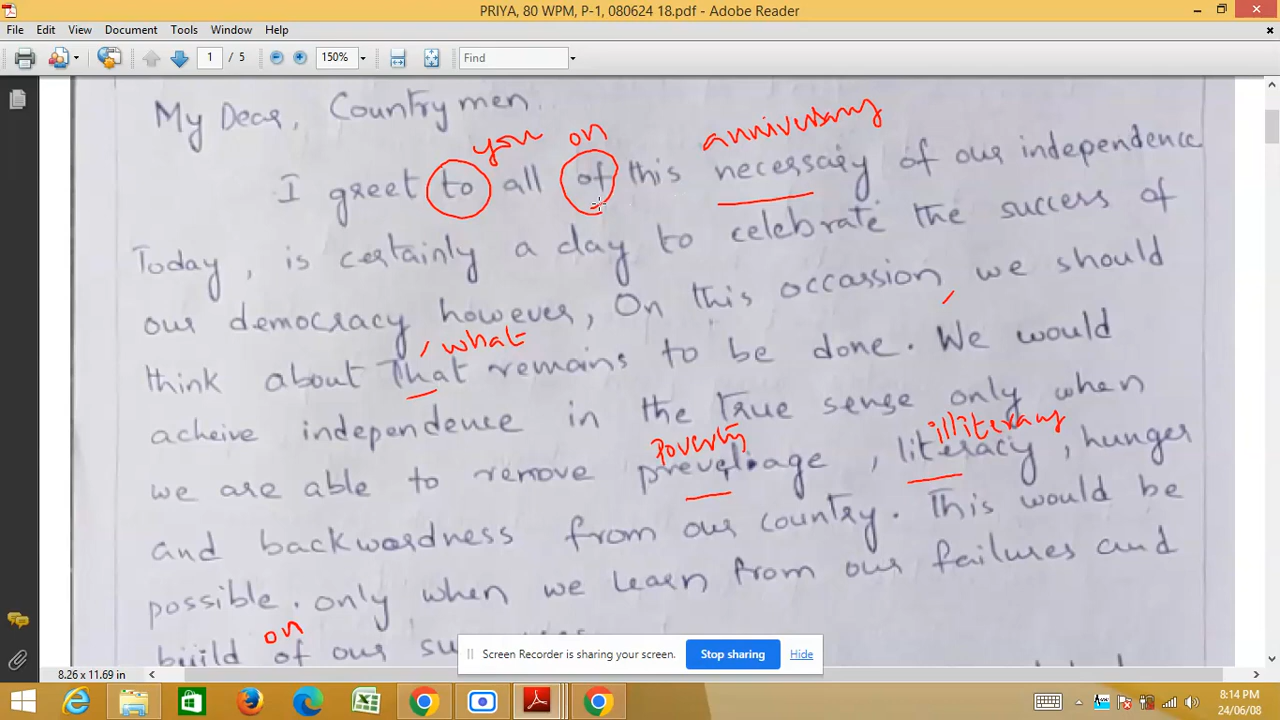 PRIYA, 80 WPM, P-1, 080624 18.pdf - Adobe Reader
File Edit View Document Tools Window Help
1 / 5 150% Find
My Dear, Countrymen.
you on anniversary
I greet to all of this necessary of our independence
Today, is certainly a day to celebrate the success of
our democracy however, On this occassion, we should
, what
think about That remains to be done. We would
acheive independence in the true sense only when
Poverty illiteracy
we are able to remove age, literacy, hunger
and backwardness from our country. This would be
possible. only when we learn from our failures and
on
build of our
Screen Recorder is sharing your screen. Stop sharing Hide
8.26 x 11.69 in
8:14 PM
24/06/08